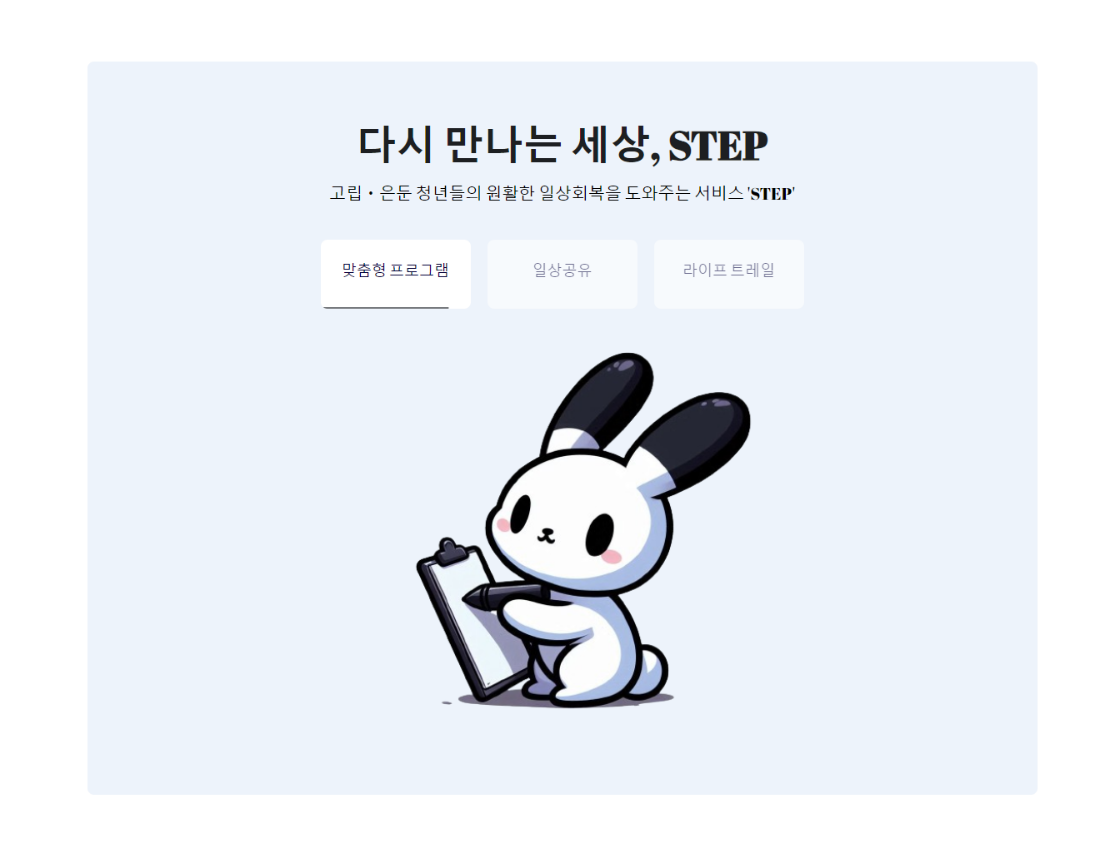 다시 만나는 세상, STEP
고립・은둔 청년들의 원활한 일상회복을 도와주는 서비스 'STEP'
맞춤형 프로그램
일상공유
라이프 트레일